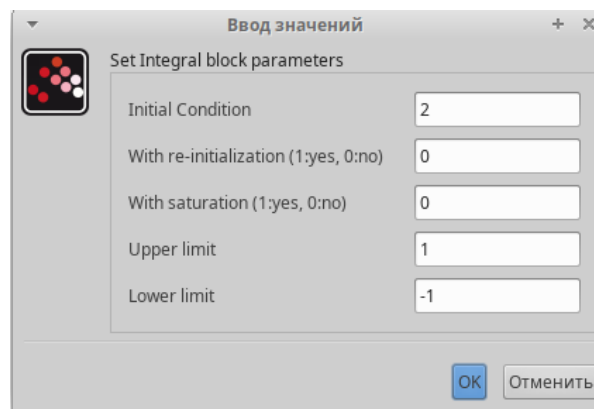 Ввод значений
Set Integral block parameters
Initial Condition 2
With re-initialization (1:yes, 0:no) 0
With saturation (1:yes, 0:no) 0
Upper limit 1
Lower limit -1
OK Отменить